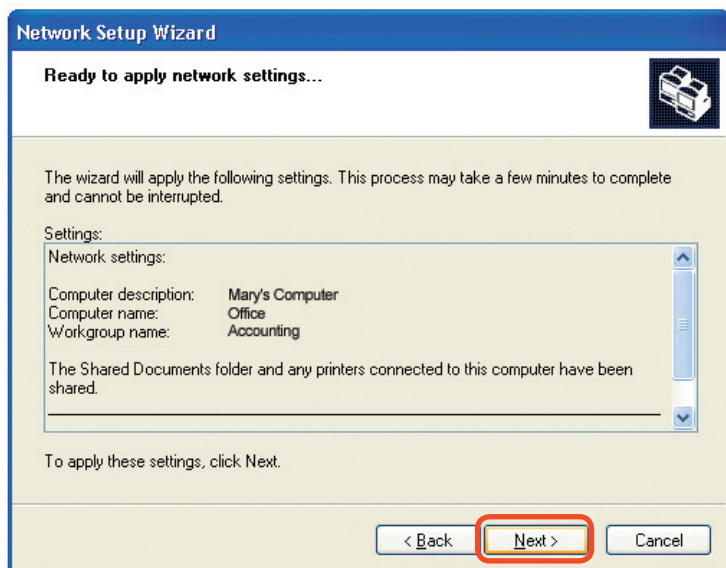 Network Setup Wizard
Ready to apply network settings...
The wizard will apply the following settings. This process may take a few minutes to complete
and cannot be interrupted.
Settings:
Network settings:
Computer description: Mary's Computer
Computer name: Office
Workgroup name: Accounting
The Shared Documents folder and any printers connected to this computer have been
shared.
To apply these settings, click Next.
< Back Next > Cancel